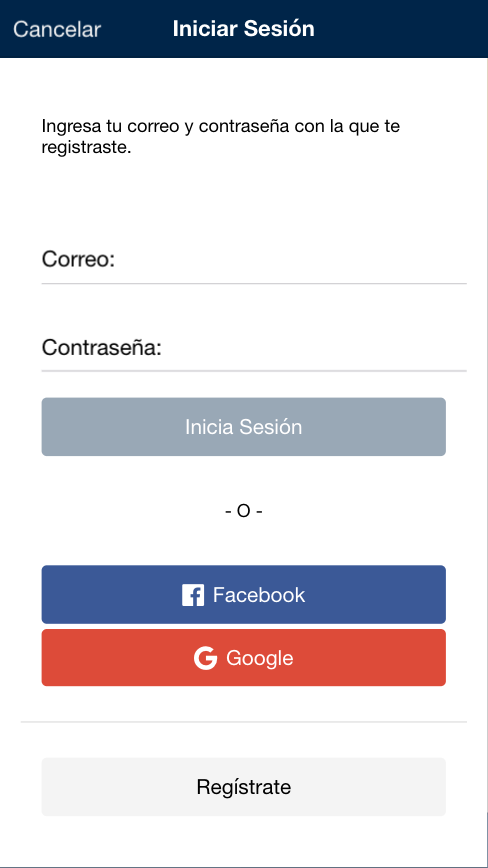 Cancelar
Iniciar Sesión
Ingresa tu correo y contraseña con la que te
registraste.
Correo:
Contraseña:
Inicia Sesión
- O -
Facebook
Google
Regístrate